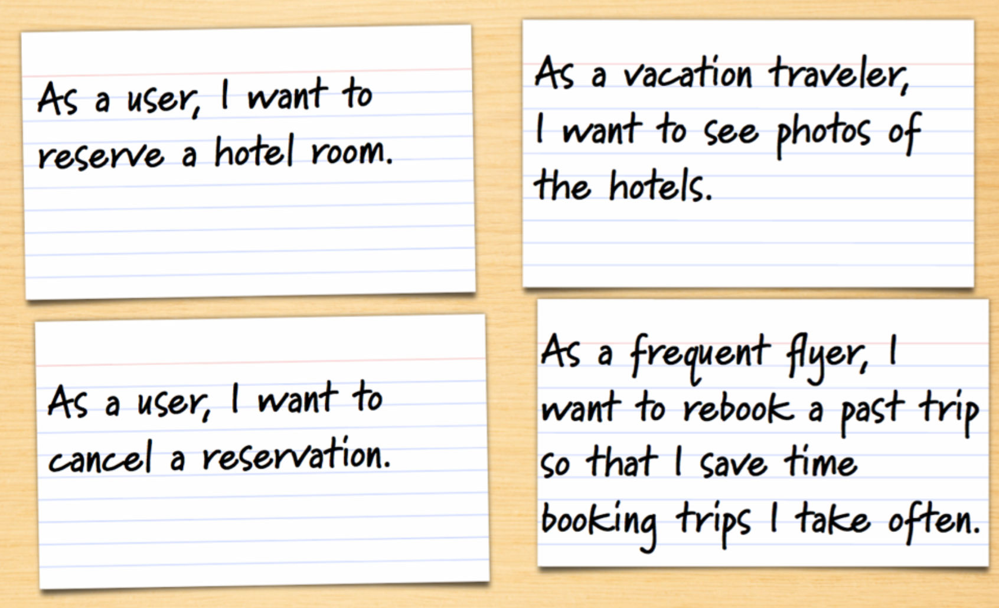 As a user, I want to
reserve a hotel room.
As a vacation traveler,
I want to see photos of
the hotels.
As a user, I want to
cancel a reservation.
As a frequent flyer, I
want to rebook a past trip
so that I save time
booking trips I take often.